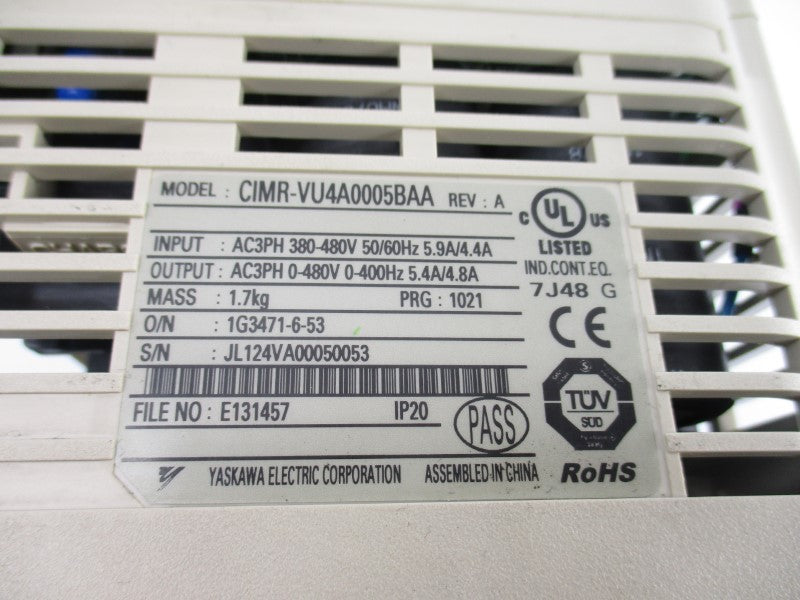 MODEL : CIMR-VU4A0005BAA REV : A
C UL US
LISTED
IND.CONT.EQ.
7J48 G
INPUT : AC3PH 380-480V 50/60Hz 5.9A/4.4A
OUTPUT : AC3PH 0-480V 0-400Hz 5.4A/4.8A
MASS : 1.7kg PRG : 1021
O/N : 1G3471-6-53
S/N : JL124VA00050053
CE
FILE NO : E131457 IP20
PASS
TÜV
SÜD
YASKAWA ELECTRIC CORPORATION ASSEMBLED IN CHINA RoHS